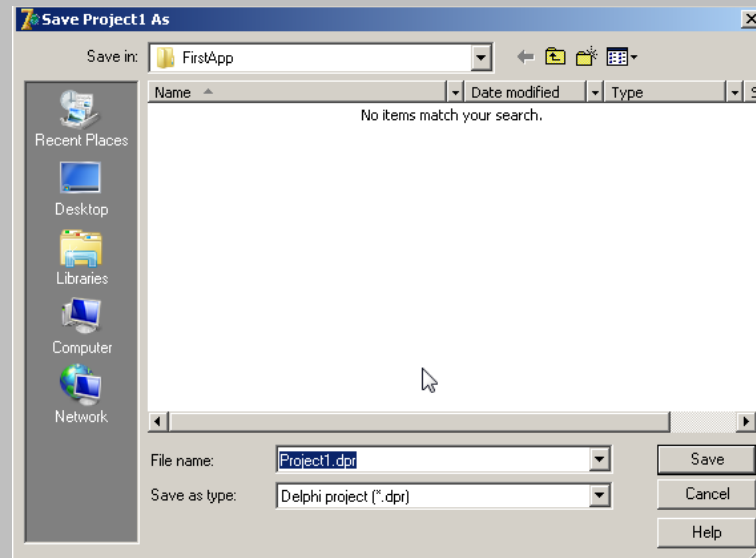 Save Project1 As
Save in: FirstApp
Name Date modified Type
No items match your search.
Recent Places
Desktop
Libraries
Computer
Network
File name: Project1.dpr Save
Save as type: Delphi project (*.dpr) Cancel
Help